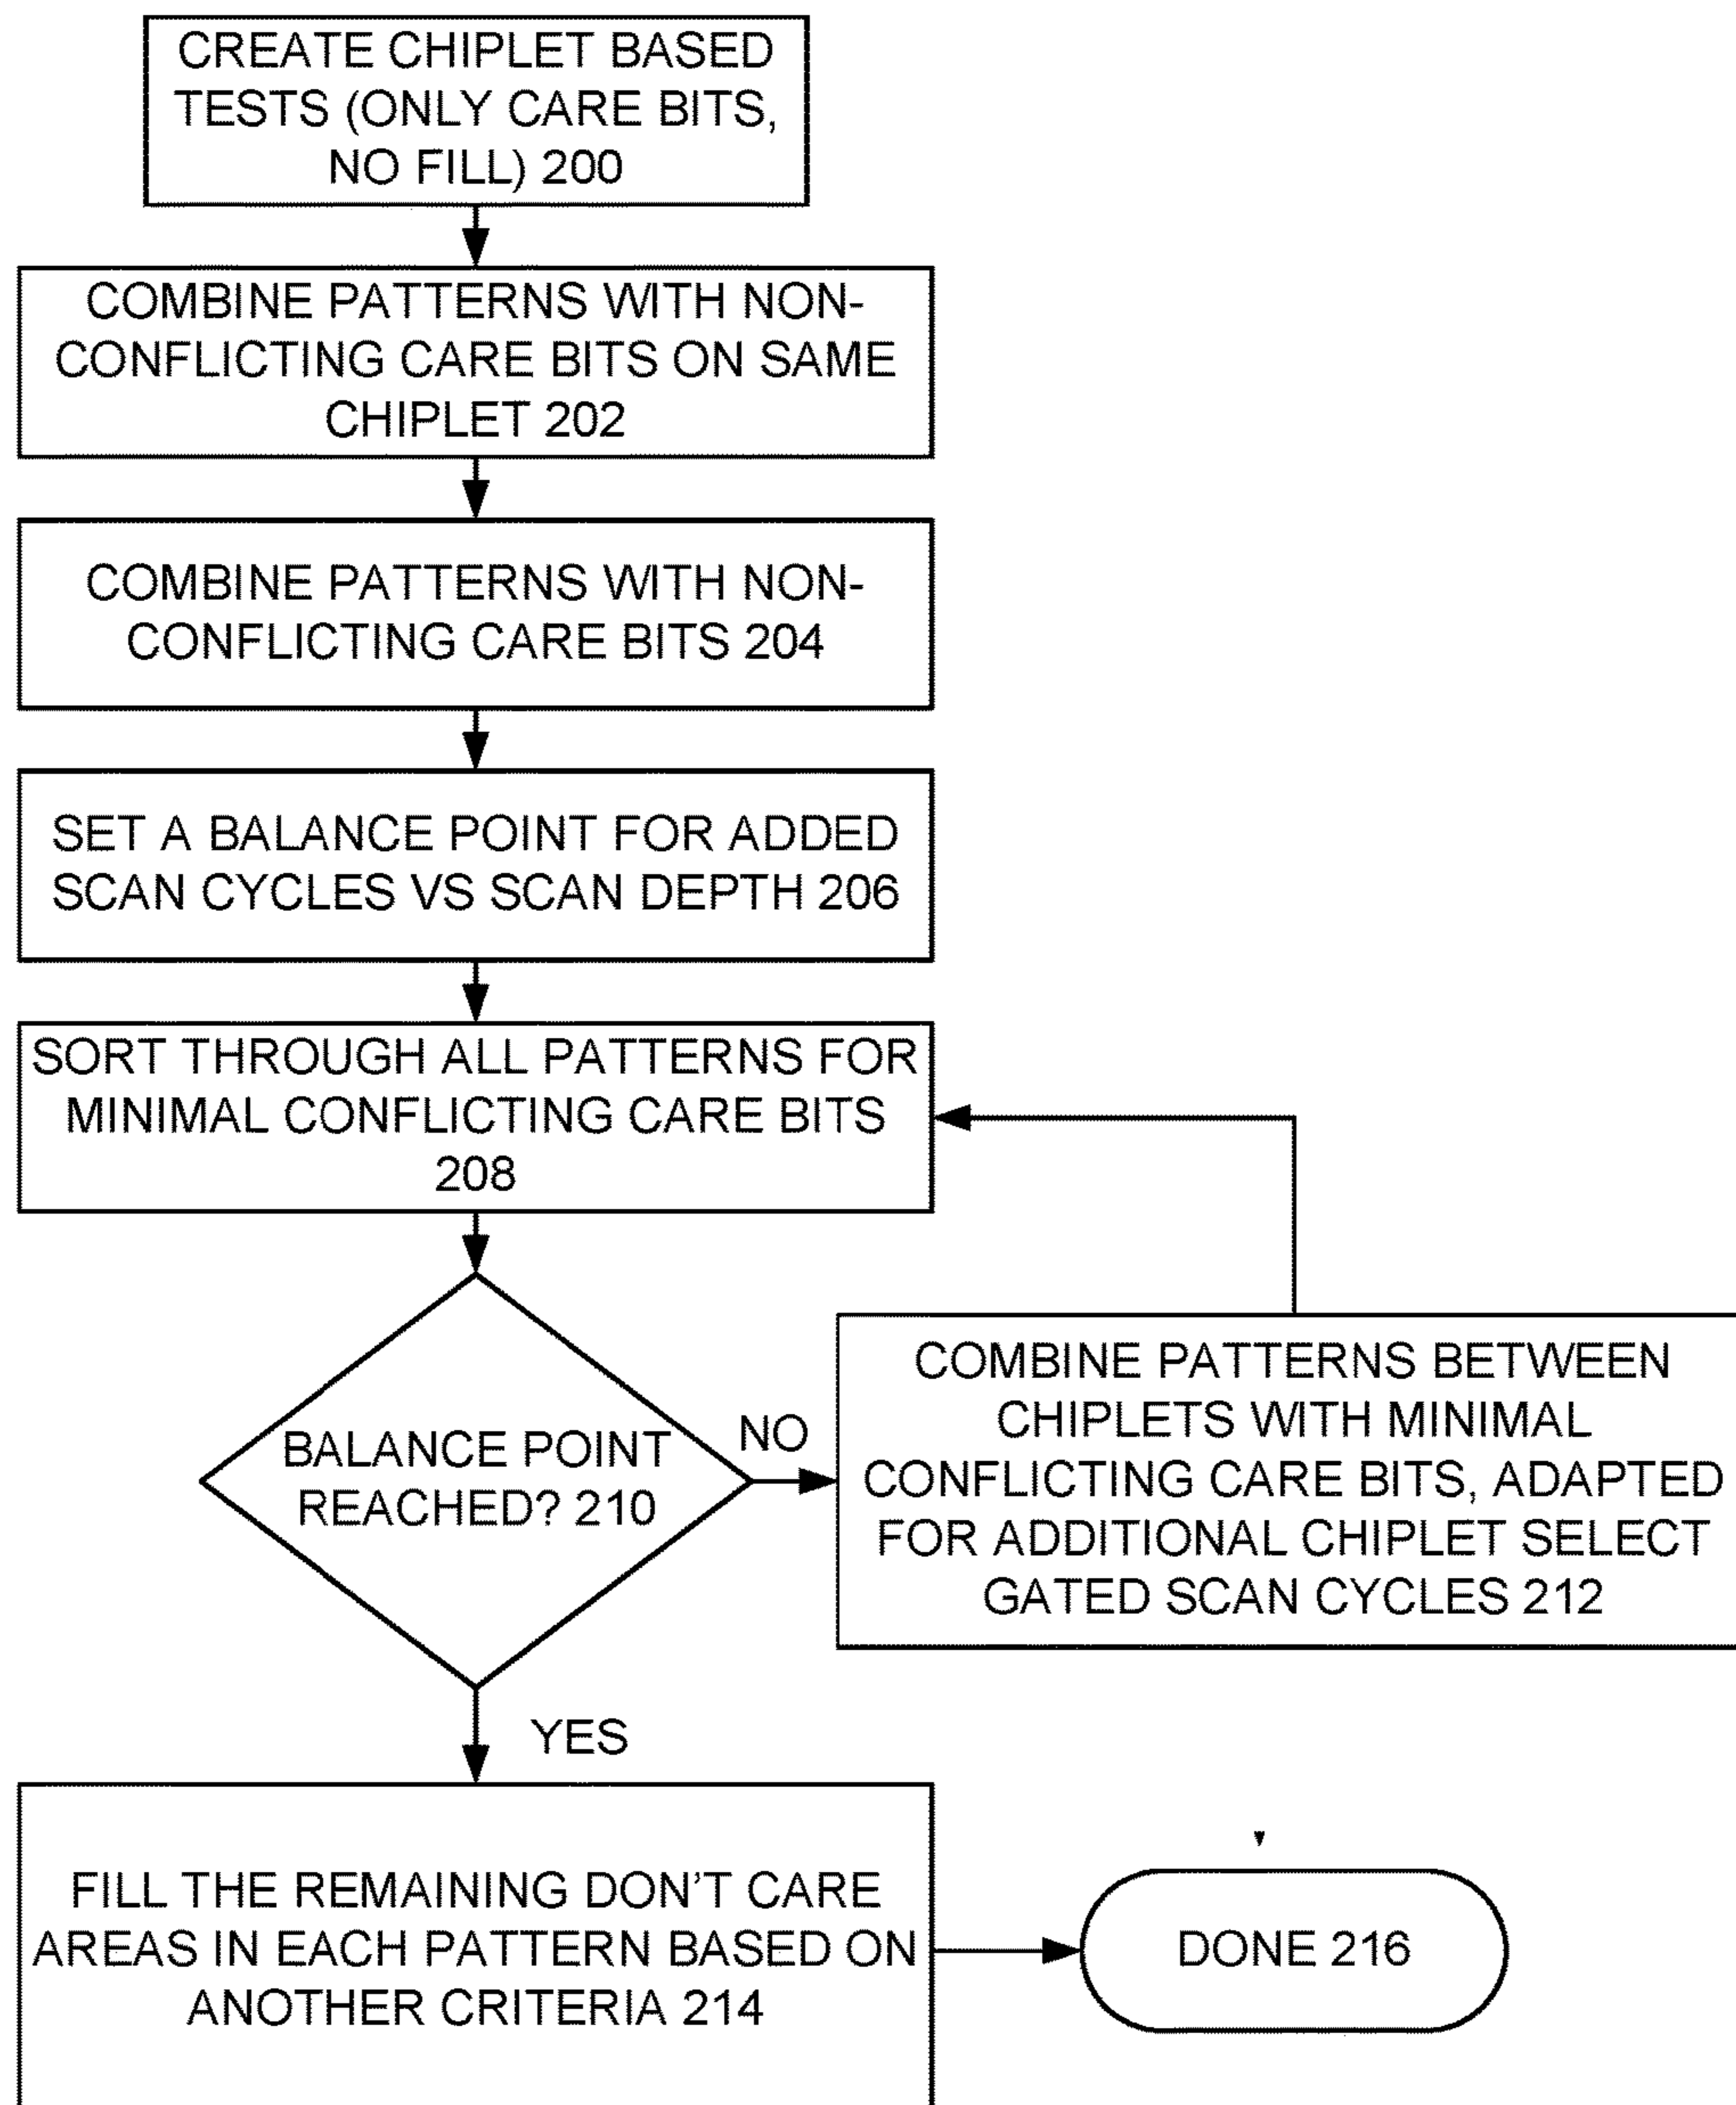 CREATE CHIPLET BASED
TESTS (ONLY CARE BITS,
NO FILL) 200
COMBINE PATTERNS WITH NON-
CONFLICTING CARE BITS ON SAME
CHIPLET 202
COMBINE PATTERNS WITH NON-
CONFLICTING CARE BITS 204
SET A BALANCE POINT FOR ADDED
SCAN CYCLES VS SCAN DEPTH 206
SORT THROUGH ALL PATTERNS FOR
MINIMAL CONFLICTING CARE BITS
208
BALANCE POINT
REACHED? 210
NO
COMBINE PATTERNS BETWEEN
CHIPLETS WITH MINIMAL
CONFLICTING CARE BITS, ADAPTED
FOR ADDITIONAL CHIPLET SELECT
GATED SCAN CYCLES 212
YES
FILL THE REMAINING DON'T CARE
AREAS IN EACH PATTERN BASED ON
ANOTHER CRITERIA 214
DONE 216